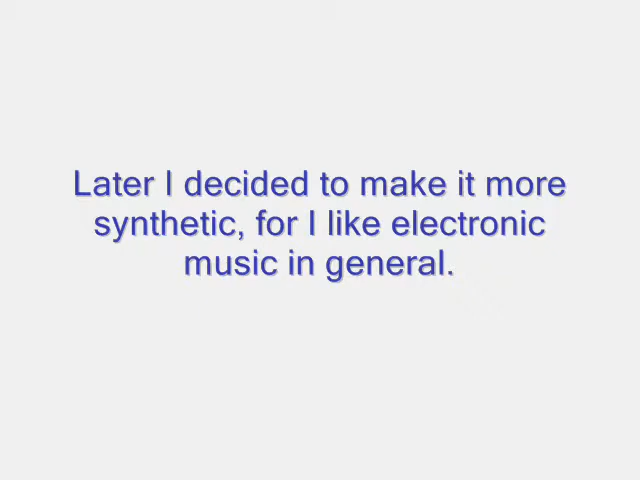 Later I decided to make it more
synthetic, for I like electronic
music in general.